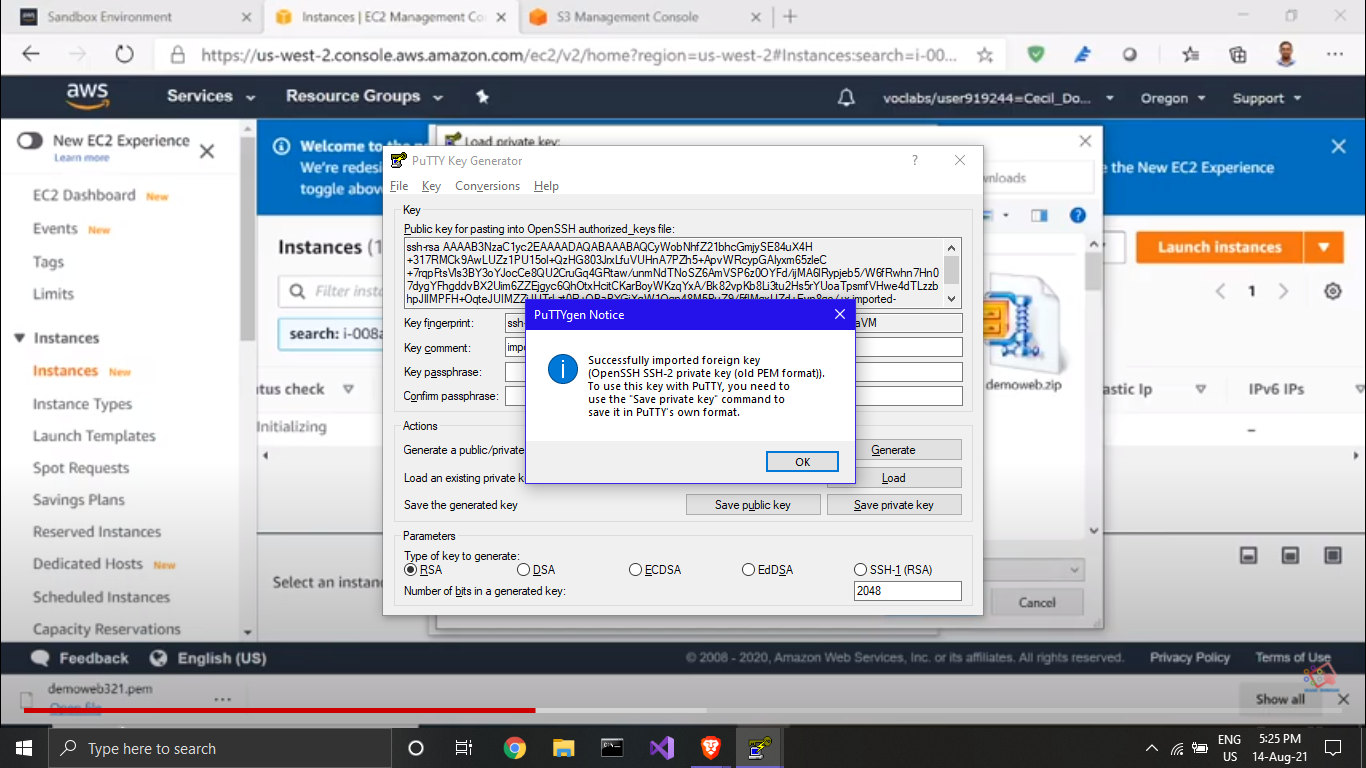 Sandbox Environment
Instances | EC2 Management Co
S3 Management Console
https://us-west-2.console.aws.amazon.com/ec2/v2/home?region=us-west-2#Instances:search=i-00...
aws
Services
Resource Groups
voclabs/user919244=Cecil_Do...
Oregon
Support
New EC2 Experience
Learn more
EC2 Dashboard New
Events New
Tags
Limits
Instances
Instances New
Instance Types
Launch Templates
Spot Requests
Savings Plans
Reserved Instances
Dedicated Hosts New
Scheduled Instances
Capacity Reservations
Welcome to the
We're redesi
toggle above
the New EC2 Experience
Instances (1
Launch instances
Filter inst
1
search: i-008a
atus check
astic Ip
IPv6 IPs
Initializing
–
Select an instanc
Load private key:
wnloads
demoweb.zip
Cancel
PuTTY Key Generator
?
File
Key
Conversions
Help
Key
Public key for pasting into OpenSSH authorized_keys file:
ssh-rsa AAAAB3NzaC1yc2EAAAADAQABAAABAQCyWobNhfZ21bhcGmjySE84uX4H
+317RMCk9AwLUZz1PU15ol+QzHG803JrxLfuVUHnA7PZh5+ApvWRcypGAlyxm65zleC
+7rqpFtsVls3BY3oYJocCe8QU2CruGq4GRtaw/unmNdTNoSZ6AmVSP6z0OYFd/ijMA6lRypjeb5/W6fRwhn7Hn0
7dygYFhgddvBX2Uim6ZZEjgyc6QhOtxHcitCKarBoyWKzqYxA/Bk82vpKb8Li3tu2Hs5rYUoaTpsmfVHwe4dTLzzb
Key fingerprint:
ssh-
aVM
Key comment:
impo
Key passphrase:
Confirm passphrase:
Actions
Generate a public/private
Generate
Load an existing private k
Load
Save the generated key
Save public key
Save private key
Parameters
Type of key to generate:
RSA
DSA
ECDSA
EdDSA
SSH-1 (RSA)
Number of bits in a generated key:
2048
PuTTYgen Notice
Successfully imported foreign key
(OpenSSH SSH-2 private key (old PEM format)).
To use this key with PuTTY, you need to
use the "Save private key" command to
save it in PuTTY's own format.
OK
Feedback
English (US)
© 2008 - 2020, Amazon Web Services, Inc. or its affiliates. All rights reserved.
Privacy Policy
Terms of Use
demoweb321.pem
Open file
Show all
Type here to search
ENG
US
5:25 PM
14-Aug-21